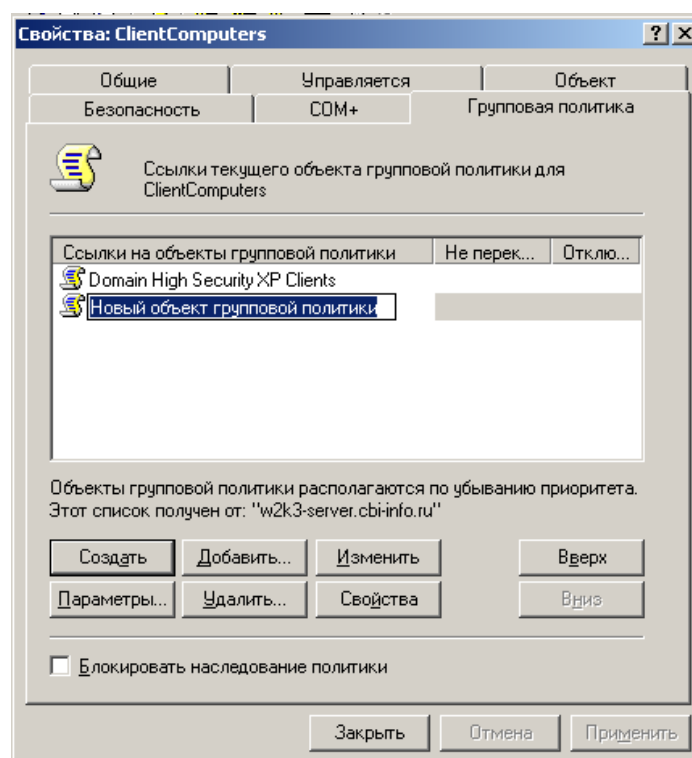 Свойства: ClientComputers
Общие Управляется Объект
Безопасность COM+ Групповая политика
Ссылки текущего объекта групповой политики для
ClientComputers
Ссылки на объекты групповой политики Не перек... Отклю...
Domain High Security XP Clients
Новый объект групповой политики
Объекты групповой политики располагаются по убыванию приоритета.
Этот список получен от: "w2k3-server.cbi-info.ru"
Создать Добавить... Изменить Вверх
Параметры... Удалить... Свойства Вниз
Блокировать наследование политики
Закрыть Отмена Применить